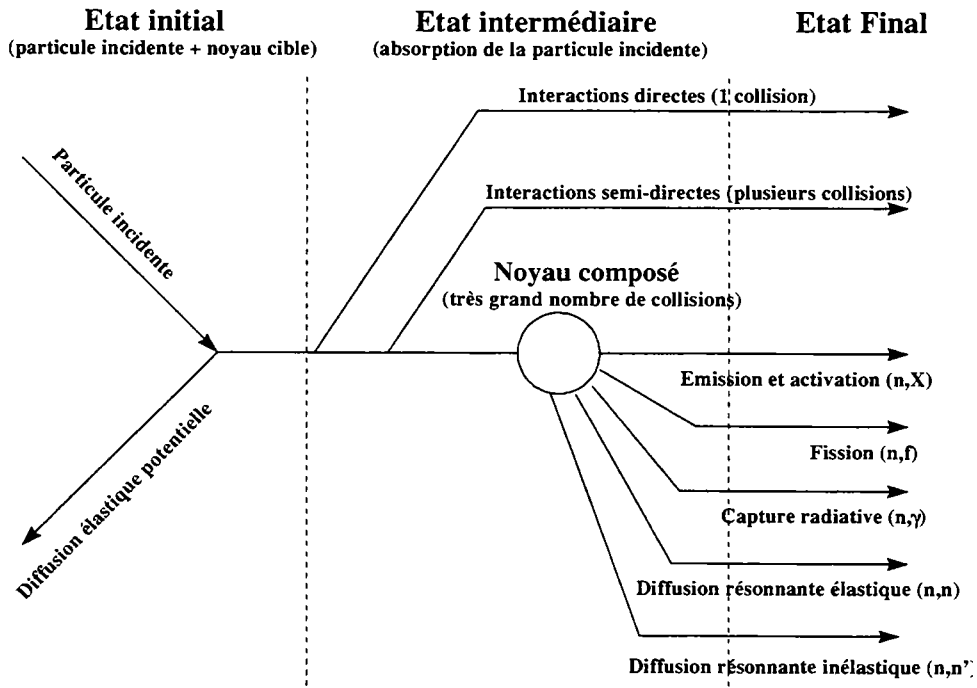 Etat initial
(particule incidente + noyau cible)
Etat intermédiaire
(absorption de la particule incidente)
Etat Final
Interactions directes (1 collision)
Particule incidente
Interactions semi-directes (plusieurs collisions)
Noyau composé
(très grand nombre de collisions)
Emission et activation (n,X)
Diffusion élastique potentielle
Fission (n,f)
Capture radiative (n,γ)
Diffusion résonnante élastique (n,n)
Diffusion résonnante inélastique (n,n')